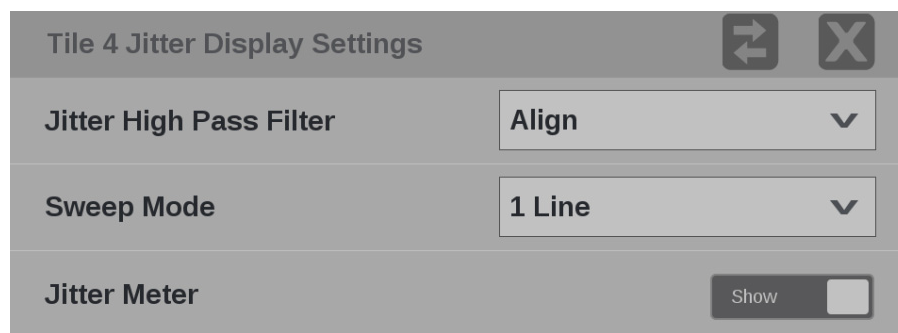 Tile 4 Jitter Display Settings
Jitter High Pass Filter Align
Sweep Mode 1 Line
Jitter Meter Show